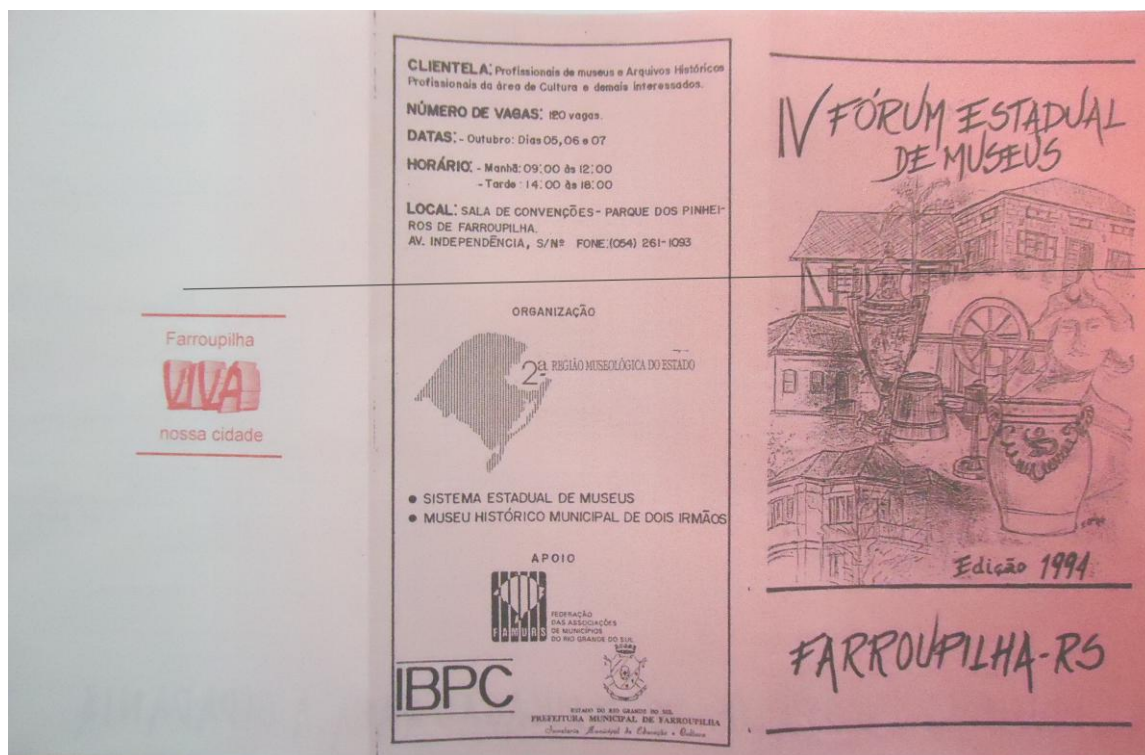 Farroupilha
VIVA
nossa cidade
CLIENTELA: Profissionais de museus e Arquivos Históricos
Profissionais da área de Cultura e demais interessados.
NÚMERO DE VAGAS: 120 vagas.
DATAS: - Outubro: Dias 05, 06 e 07
HORÁRIO: - Manhã: 09:00 às 12:00
- Tarde: 14:00 às 18:00
LOCAL: SALA DE CONVENÇÕES - PARQUE DOS PINHEI-
ROS DE FARROUPILHA.
AV. INDEPENDÊNCIA, S/Nº FONE:(054) 261-1093
ORGANIZAÇÃO
2ª REGIÃO MUSEOLÓGICA DO ESTADO
• SISTEMA ESTADUAL DE MUSEUS
• MUSEU HISTÓRICO MUNICIPAL DE DOIS IRMÃOS
APOIO
FAMURS
FEDERAÇÃO
DAS ASSOCIAÇÕES
DE MUNICÍPIOS
DO RIO GRANDE DO SUL
IBPC
ESTADO DO RIO GRANDE DO SUL
PREFEITURA MUNICIPAL DE FARROUPILHA
Secretaria Municipal de Educação e Cultura
IV FÓRUM ESTADUAL
DE MUSEUS
Edição 1994
FARROUPILHA-RS